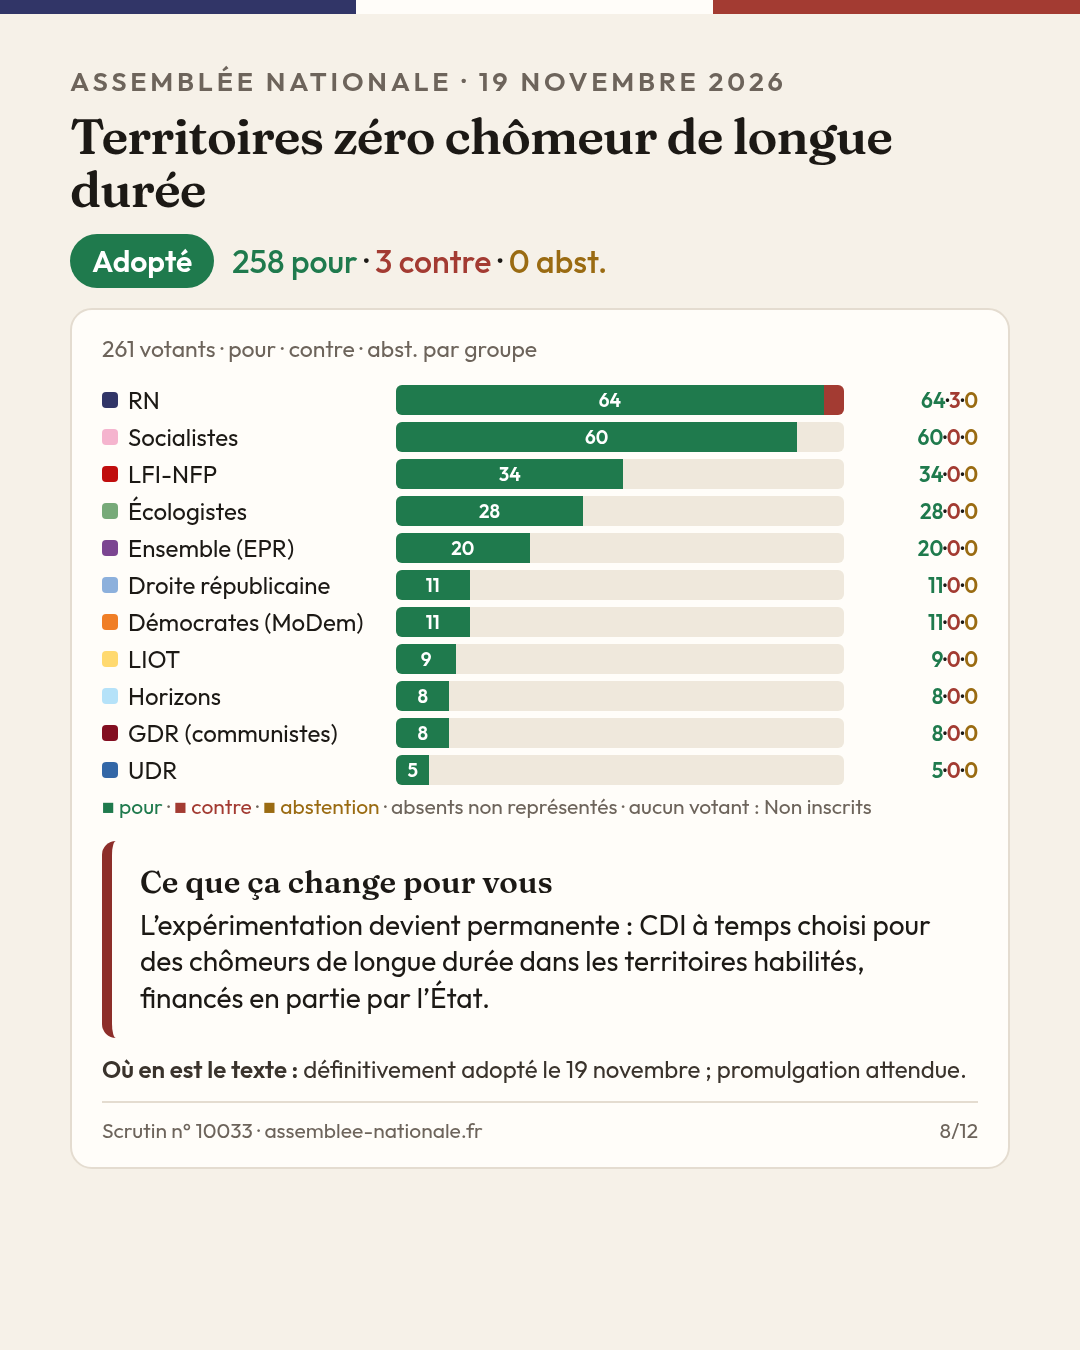 ASSEMBLÉE NATIONALE · 19 NOVEMBRE 2026
Territoires zéro chômeur de longue
durée
Adopté 258 pour · 3 contre · 0 abst.
261 votants · pour · contre · abst. par groupe
RN 64 64·3·0
Socialistes 60 60·0·0
LFI-NFP 34 34·0·0
Écologistes 28 28·0·0
Ensemble (EPR) 20 20·0·0
Droite républicaine 11 11·0·0
Démocrates (MoDem) 11 11·0·0
LIOT 9 9·0·0
Horizons 8 8·0·0
GDR (communistes) 8 8·0·0
UDR 5 5·0·0
■ pour · ■ contre · ■ abstention · absents non représentés · aucun votant : Non inscrits
Ce que ça change pour vous
L’expérimentation devient permanente : CDI à temps choisi pour
des chômeurs de longue durée dans les territoires habilités,
financés en partie par l’État.
Où en est le texte : définitivement adopté le 19 novembre ; promulgation attendue.
Scrutin n° 10033 · assemblee-nationale.fr 8/12